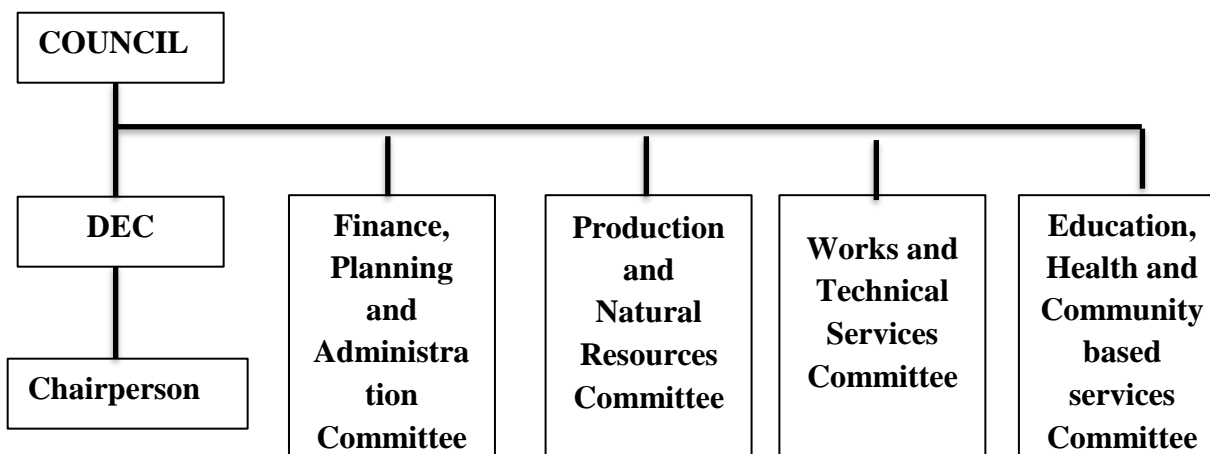 COUNCIL
DEC
Chairperson
Finance,
Planning
and
Administra
tion
Committee
Production
and
Natural
Resources
Committee
Works and
Technical
Services
Committee
Education,
Health and
Community
based
services
Committee